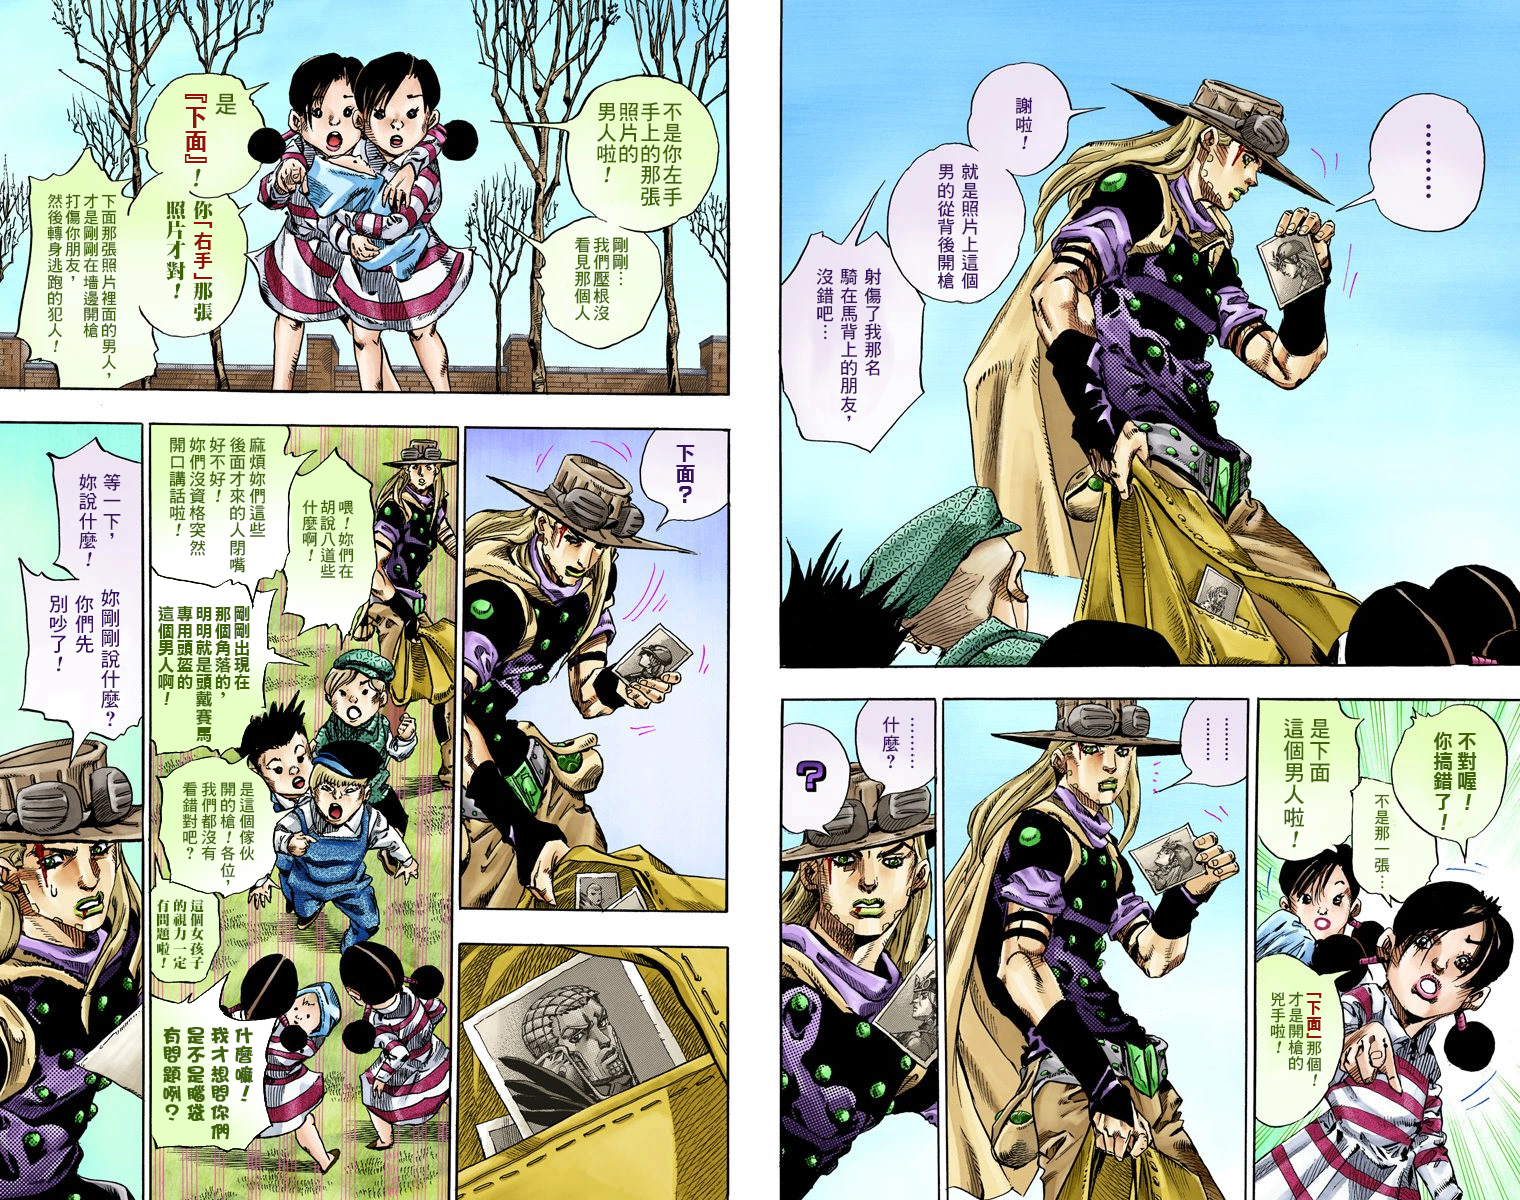 ………
謝啦！
就是照片上這個
男的從背後開槍
射傷了我那名
騎在馬背上的朋友，
沒錯吧…
不對喔！
你搞錯了！
不是那一張…
是下面
這個男人啦！
『下面』那個！
才是開槍的
兇手啦！
………
………
什麼？
？
不是你左手
手上的那張
照片的
男人啦！
剛剛…
我們壓根沒
看見那個人
是
『下面』！
你「右手」那張
照片才對！
下面那張照片裡面的男人，
才是剛剛在墻邊開槍
打傷你朋友，
然後轉身逃跑的犯人！
下面？
喂！妳們在
胡說八道些
什麼啊！
麻煩妳們這些
後面才來的人閉嘴
好不好！
妳們沒資格突然
開口講話啦！
剛剛出現在
那個角落的，
明明就是頭戴賽馬
專用頭盔的
這個男人啊！
是這個傢伙
開的槍！各位，
我們都沒有
看錯對吧？
這個女孩子
的視力一定
有問題啦！
什麼嘛！
我才想問你們
是不是腦袋
有問題咧？
等一下，
妳說什麼！
妳剛剛說什麼？
你們先
別吵了！